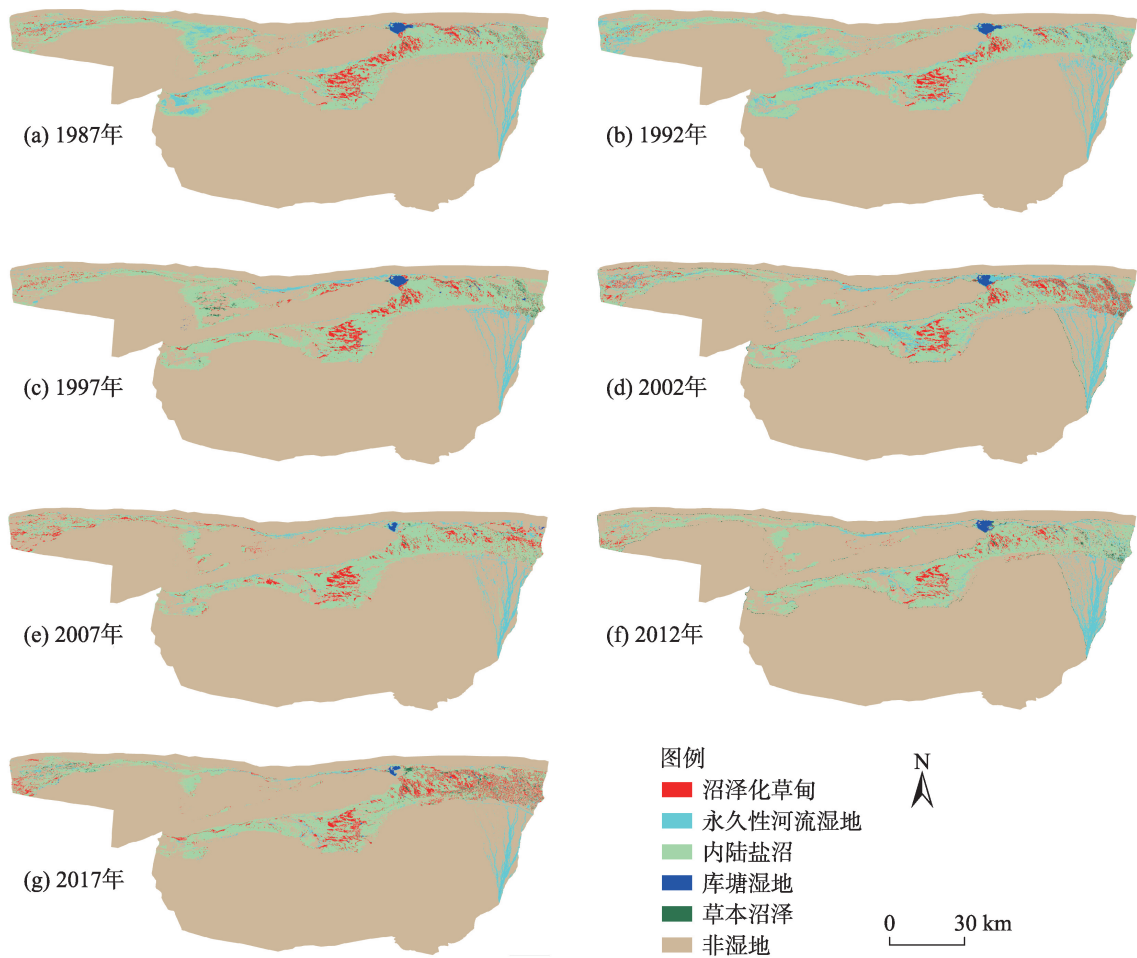 (a) 1987年
(b) 1992年
(c) 1997年
(d) 2002年
(e) 2007年
(f) 2012年
(g) 2017年
图例
沼泽化草甸
永久性河流湿地
内陆盐沼
库塘湿地
草本沼泽
非湿地
N
0 30 km